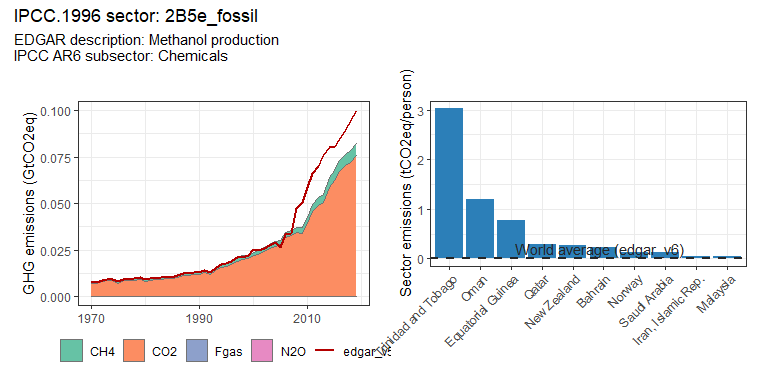 IPCC.1996 sector: 2B5e_fossil
EDGAR description: Methanol production
IPCC AR6 subsector: Chemicals
GHG emissions (GtCO2eq)
0.100
0.075
0.050
0.025
0.000
1970
1990
2010
CH4
CO2
Fgas
N2O
Sector emissions (tCO2eq/person)
3
2
1
0
World average (edgar_v6)
Trinidad and Tobago
Oman
Equatorial Guinea
Qatar
New Zealand
Bahrain
Norway
Saudi Arabia
Iran, Islamic Rep.
Malaysia